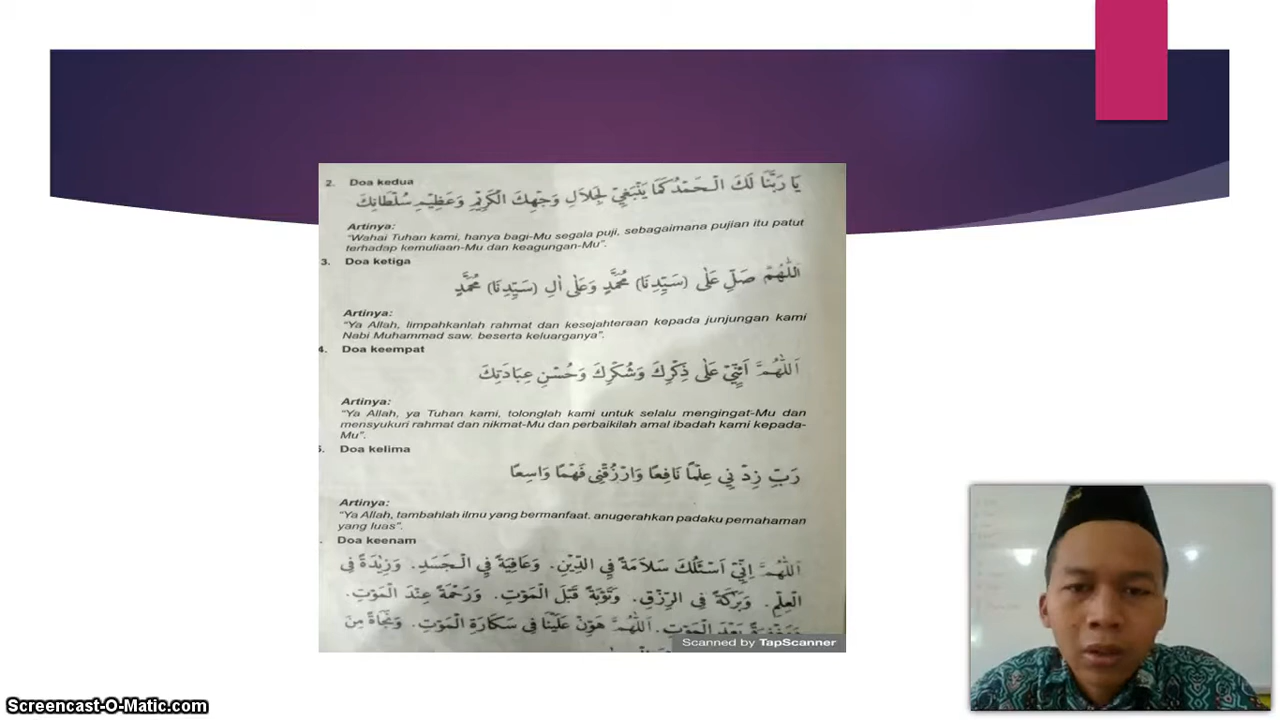 2. Doa kedua
يَا رَبَّنَا لَكَ الْحَمْدُ كَمَا يَنْبَغِيْ لِجَلَالِ وَجْهِكَ الْكَرِيْمِ وَعَظِيْمِ سُلْطَانِكَ
Artinya:
"Wahai Tuhan kami, hanya bagi-Mu segala puji, sebagaimana pujian itu patut
terhadap kemuliaan-Mu dan keagungan-Mu".
3. Doa ketiga
اَللّٰهُمَّ صَلِّ عَلٰى (سَيِّدِنَا) مُحَمَّدٍ وَعَلٰى اٰلِ (سَيِّدِنَا) مُحَمَّدٍ
Artinya:
"Ya Allah, limpahkanlah rahmat dan kesejahteraan kepada junjungan kami
Nabi Muhammad saw. beserta keluarganya".
4. Doa keempat
اَللّٰهُمَّ عَلٰى ذِكْرِكَ وَشُكْرِكَ وَحُسْنِ عِبَادَتِكَ
Artinya:
"Ya Allah, ya Tuhan kami, tolonglah kami untuk selalu mengingat-Mu dan
mensyukuri rahmat dan nikmat-Mu dan perbaikilah amal ibadah kami kepada-
Mu".
5. Doa kelima
رَبِّ زِدْ نِي عِلْمًا نَافِعًا وَارْزُقْنِى فَهْمًا وَاسِعًا
Artinya:
"Ya Allah, tambahlah ilmu yang bermanfaat. anugerahkan padaku pemahaman
yang luas".
. Doa keenam
اَللّٰهُمَّ اِنِّيْ اَسْئَلُكَ سَلَامَةً فِي الدِّيْنِ. وَعَافِيَةً فِي الْجَسَدِ. وَزِيَادَةً فِى
الْعِلْمِ. وَبَرَكَةً فِى الرِّزْقِ. وَتَوْبَةً قَبْلَ الْمَوْتِ. وَرَحْمَةً عِنْدَ الْمَوْتِ.
وَمَغْفِرَةً بَعْدَ الْمَوْتِ. اَللّٰهُمَّ هَوِّنْ عَلَيْنَا فِى سَكَارَةِ الْمَوْتِ. وَنَجَاةً مِنَ
Scanned by TapScanner
Screencast-O-Matic.com